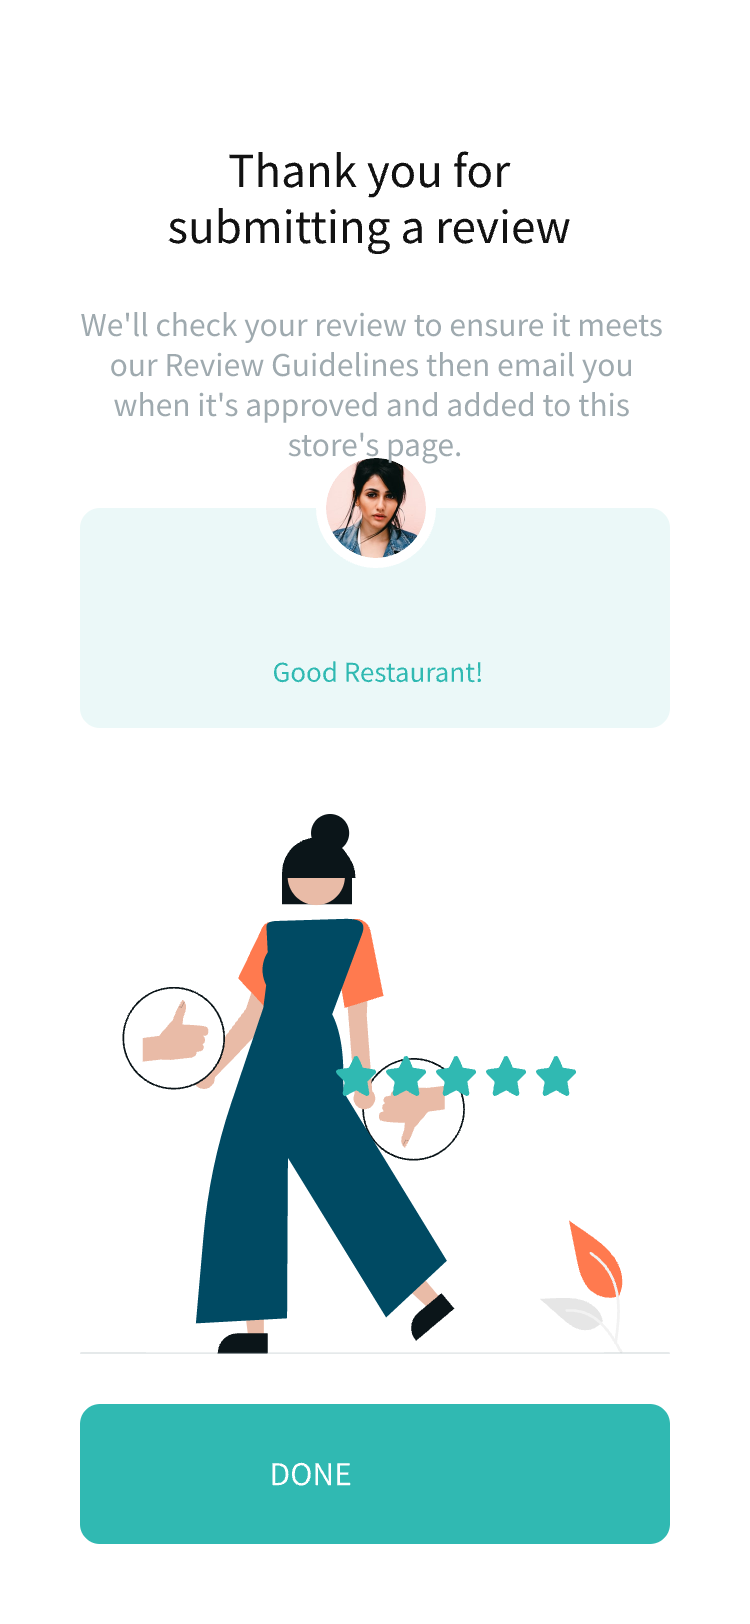 Thank you for
submitting a review
We'll check your review to ensure it meets
our Review Guidelines then email you
when it's approved and added to this
store's page.
Good Restaurant!
DONE